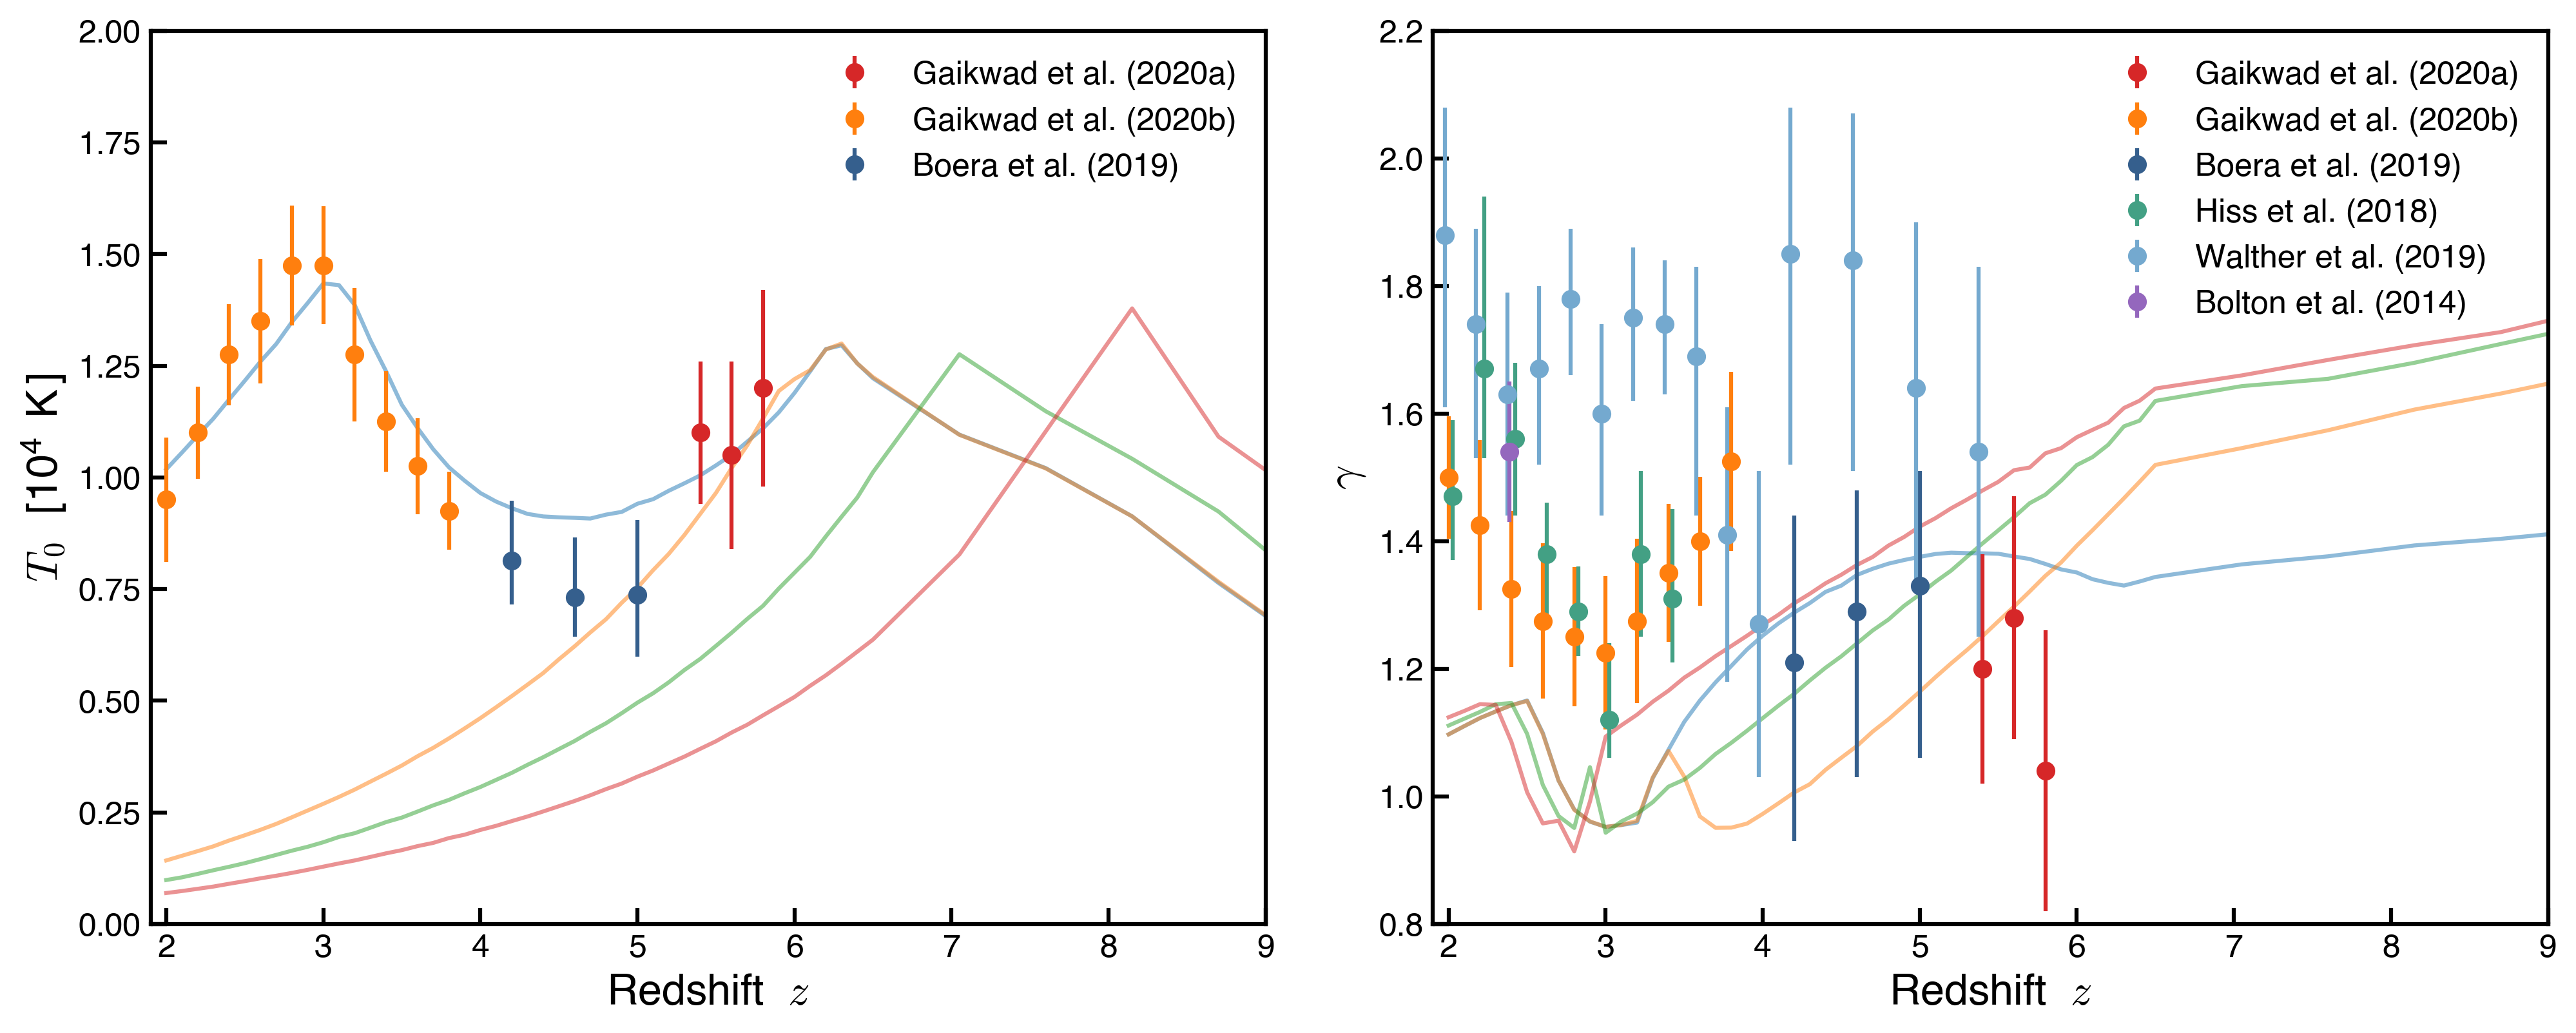 2.00
1.75
1.50
1.25
1.00
0.75
0.50
0.25
0.00
T₀ [10⁴ K]
Gaikwad et al. (2020a)
Gaikwad et al. (2020b)
Boera et al. (2019)
2 3 4 5 6 7 8 9
Redshift z
2.2
2.0
1.8
1.6
1.4
1.2
1.0
0.8
γ
Gaikwad et al. (2020a)
Gaikwad et al. (2020b)
Boera et al. (2019)
Hiss et al. (2018)
Walther et al. (2019)
Bolton et al. (2014)
2 3 4 5 6 7 8 9
Redshift z